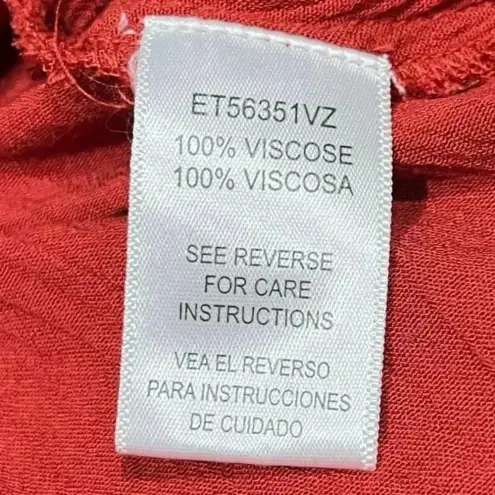 ET56351VZ
100% VISCOSE
100% VISCOSA
SEE REVERSE
FOR CARE
INSTRUCTIONS
VEA EL REVERSO
PARA INSTRUCCIONES
DE CUIDADO